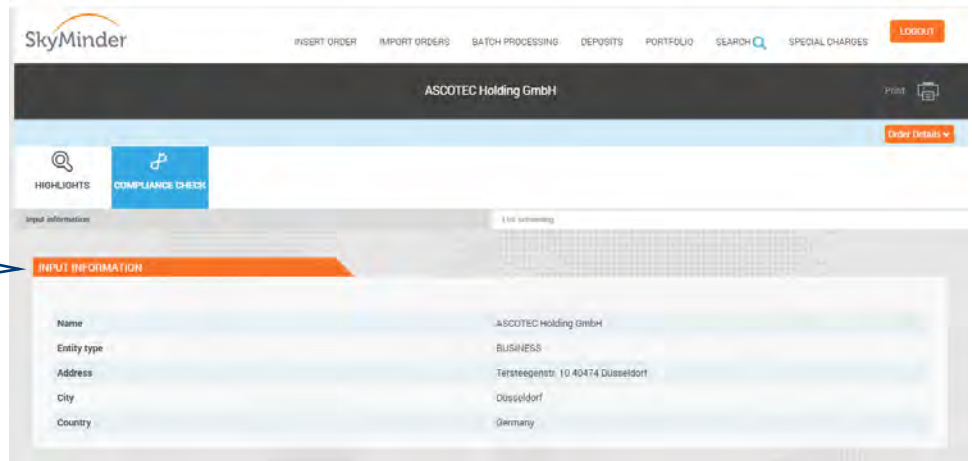 SkyMinder
INSERT ORDER IMPORT ORDERS BATCH PROCESSING DEPOSITS PORTFOLIO SEARCH SPECIAL CHARGES LOGOUT
ASCOTEC Holding GmbH Print
Order Details
HIGHLIGHTS COMPLIANCE CHECK
Input information List screening
INPUT INFORMATION
Name ASCOTEC Holding GmbH
Entity type BUSINESS
Address Tersteegenstr. 10 40474 Dusseldorf
City Düsseldorf
Country Germany